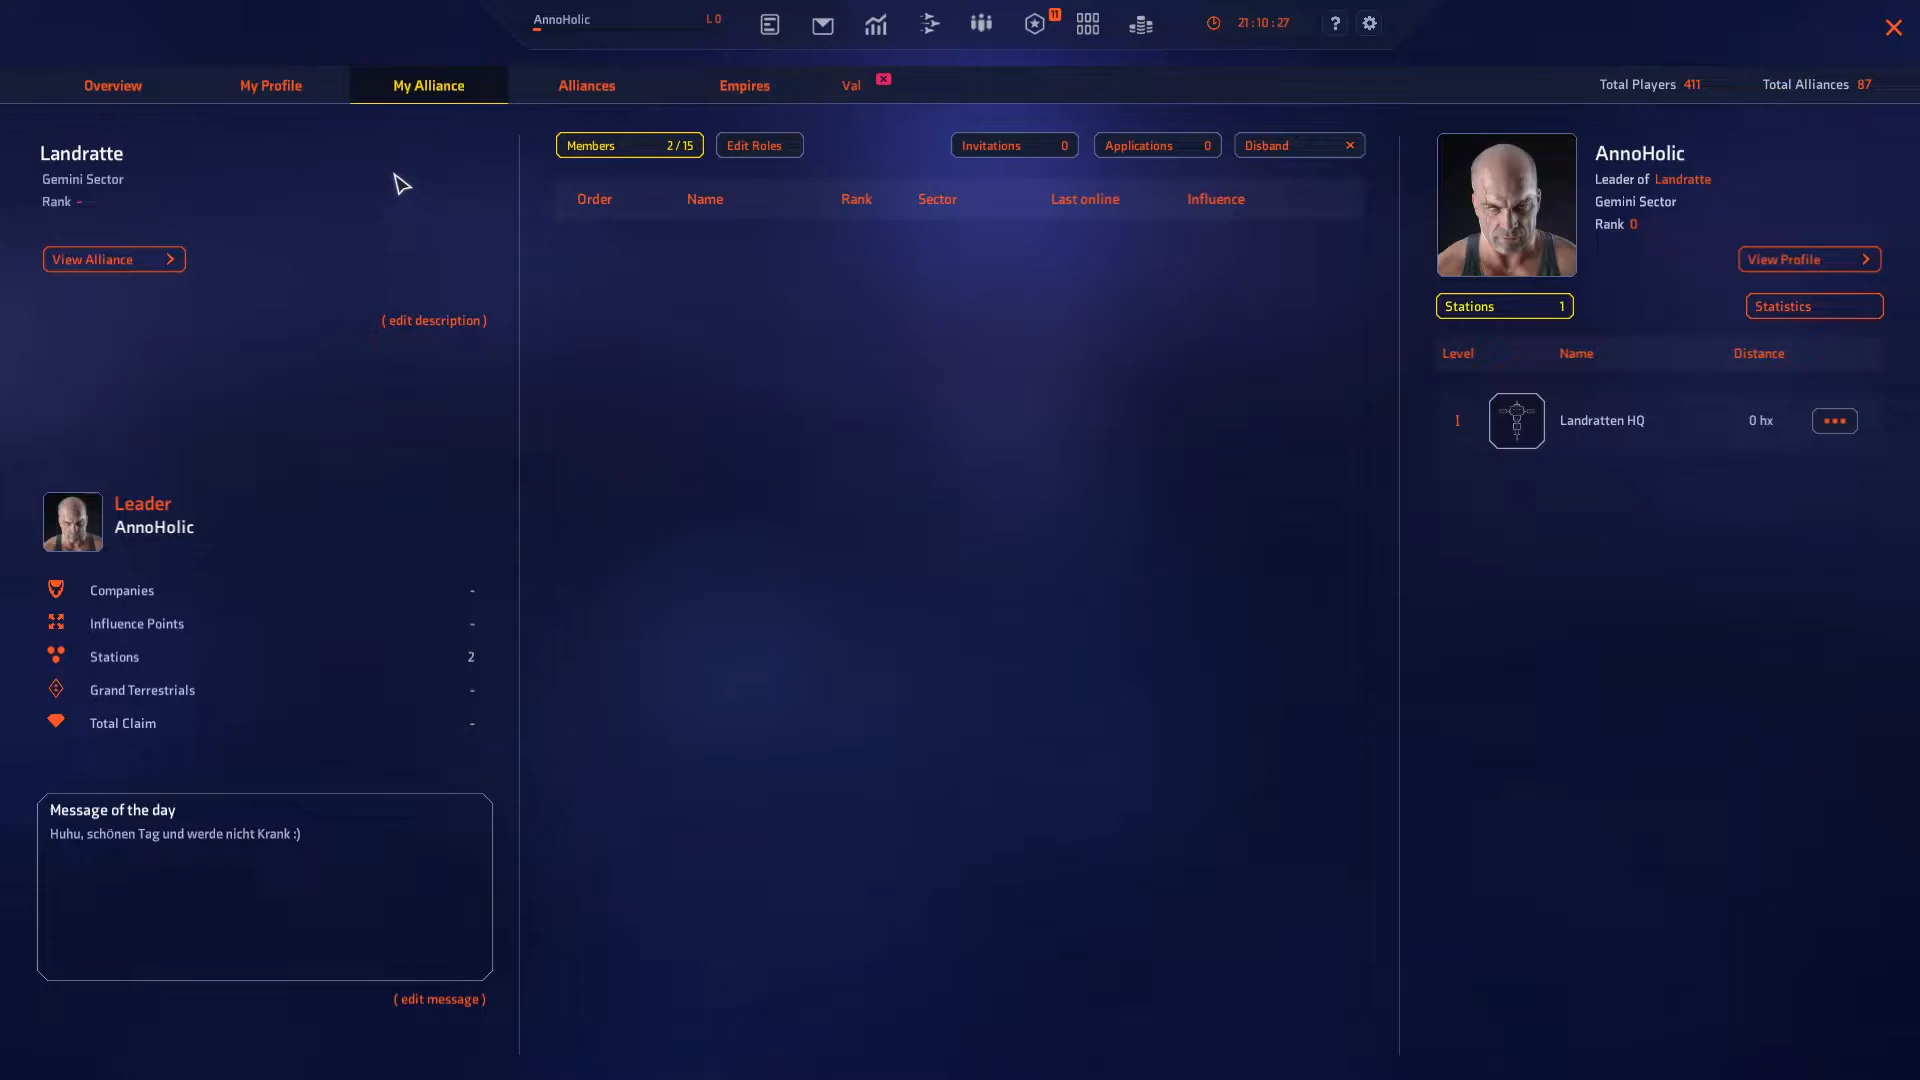 AnnoHolic L 0
11
21:10:27
?
Overview My Profile My Alliance Alliances Empires Val
Total Players 411 Total Alliances 87
Landratte
Gemini Sector
Rank -
View Alliance
( edit description )
Leader
AnnoHolic
Companies -
Influence Points -
Stations 2
Grand Terrestrials -
Total Claim -
Message of the day
Huhu, schönen Tag und werde nicht Krank :)
( edit message )
Members 2 / 15 Edit Roles Invitations 0 Applications 0 Disband
Order Name Rank Sector Last online Influence
AnnoHolic
Leader of Landratte
Gemini Sector
Rank 0
View Profile
Stations 1 Statistics
Level Name Distance
I Landratten HQ 0 hx